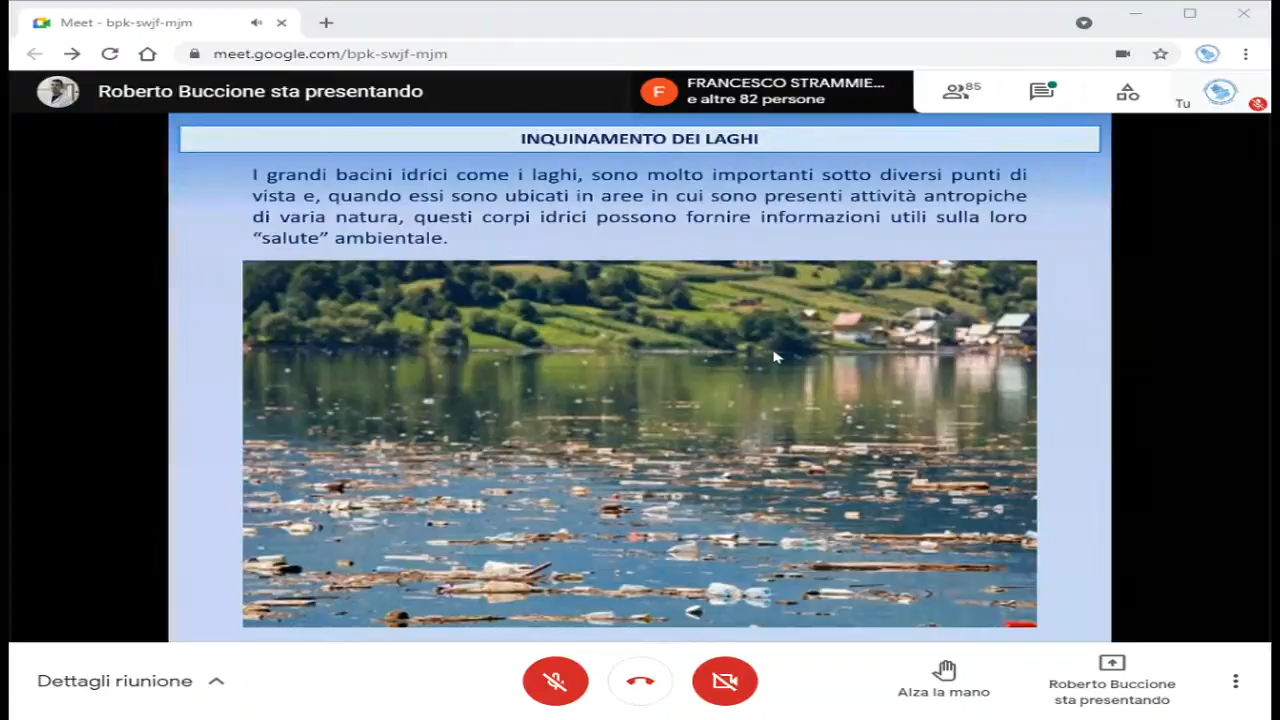 Meet - bpk-swjf-mjm
meet.google.com/bpk-swjf-mjm
Roberto Buccione sta presentando
F
FRANCESCO STRAMMIE...
e altre 82 persone
85
Tu
INQUINAMENTO DEI LAGHI
I grandi bacini idrici come i laghi, sono molto importanti sotto diversi punti di
vista e, quando essi sono ubicati in aree in cui sono presenti attività antropiche
di varia natura, questi corpi idrici possono fornire informazioni utili sulla loro
“salute” ambientale.
Dettagli riunione
Alza la mano
Roberto Buccione
sta presentando